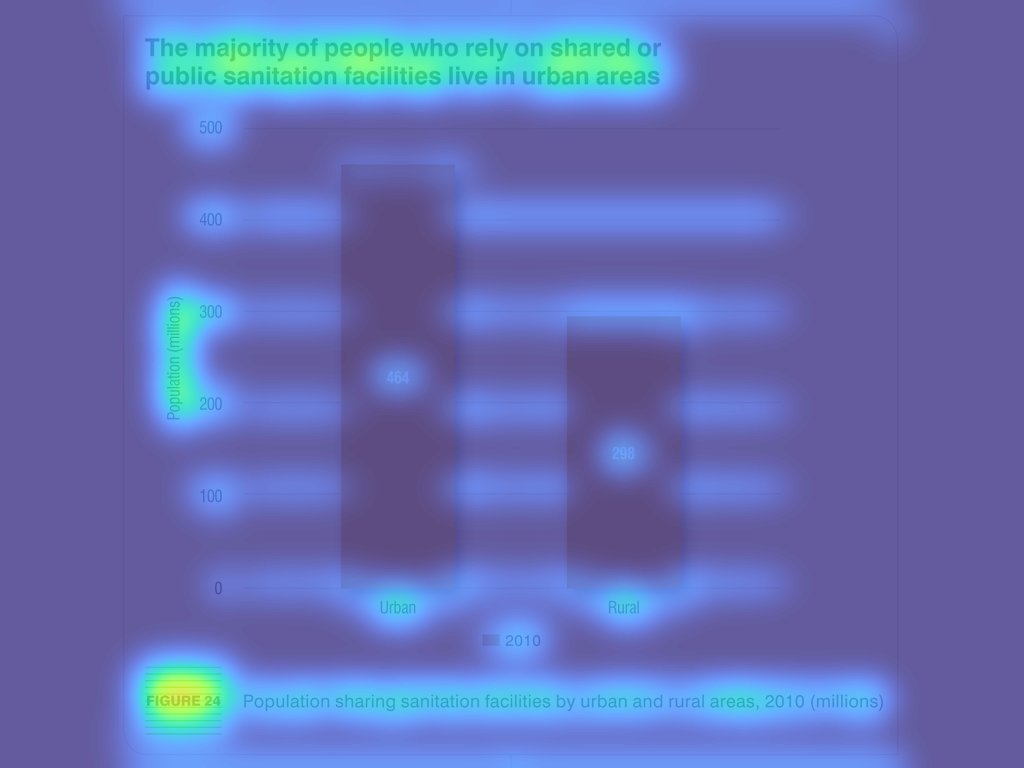 The majority of people who rely on shared or
public sanitation facilities live in urban areas
500
400
300
200
100
0
Population (millions)
464
298
Urban
Rural
2010
FIGURE 24
Population sharing sanitation facilities by urban and rural areas, 2010 (millions)